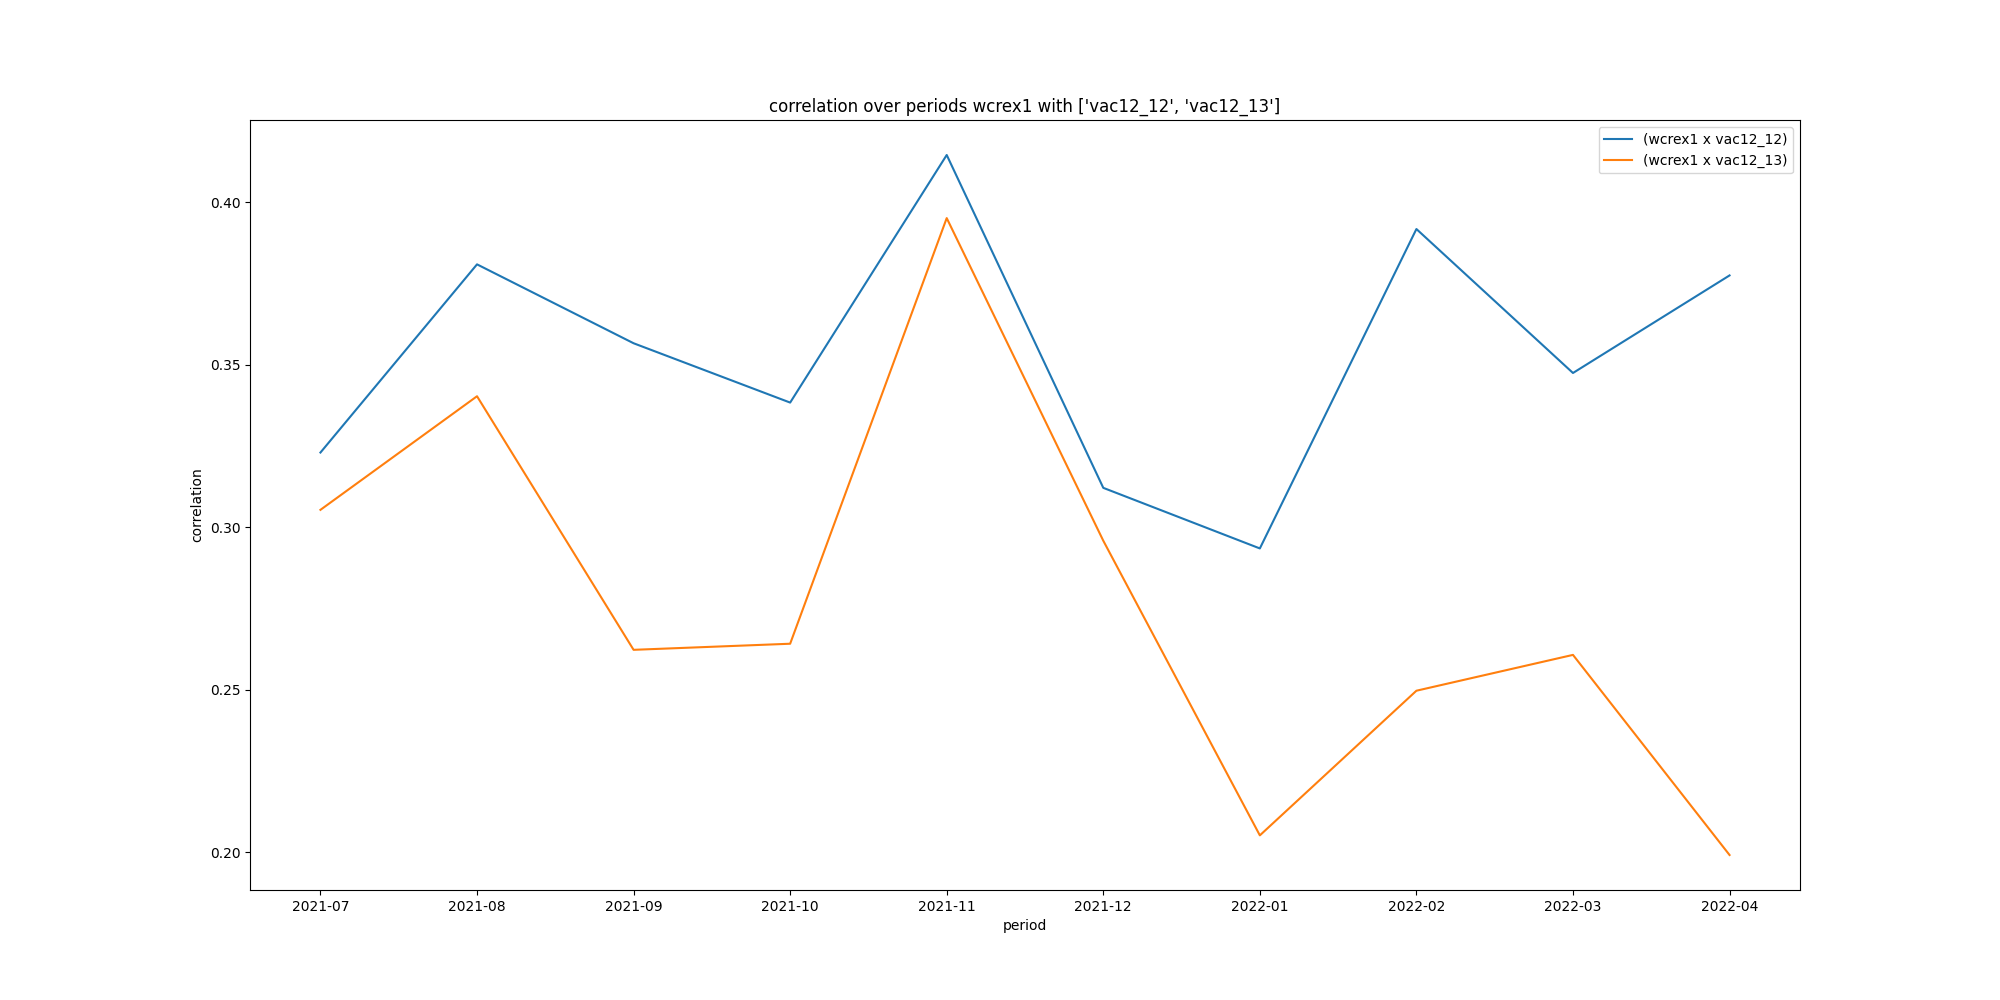 correlation over periods wcrex1 with ['vac12_12', 'vac12_13']
(wcrex1 x vac12_12)
(wcrex1 x vac12_13)
correlation
0.40
0.35
0.30
0.25
0.20
2021-07 2021-08 2021-09 2021-10 2021-11 2021-12 2022-01 2022-02 2022-03 2022-04
period